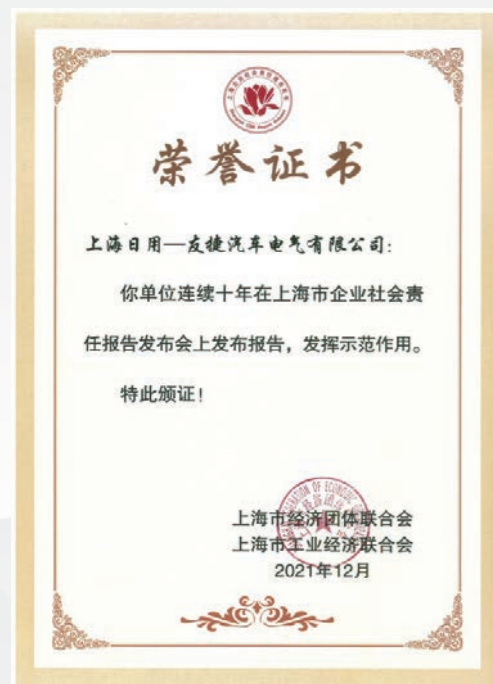 荣誉证书
上海日用—友捷汽车电气有限公司：
你单位连续十年在上海市企业社会责
任报告发布会上发布报告，发挥示范作用。
特此颁证！
上海市经济团体联合会
上海市工业经济联合会
2021年12月